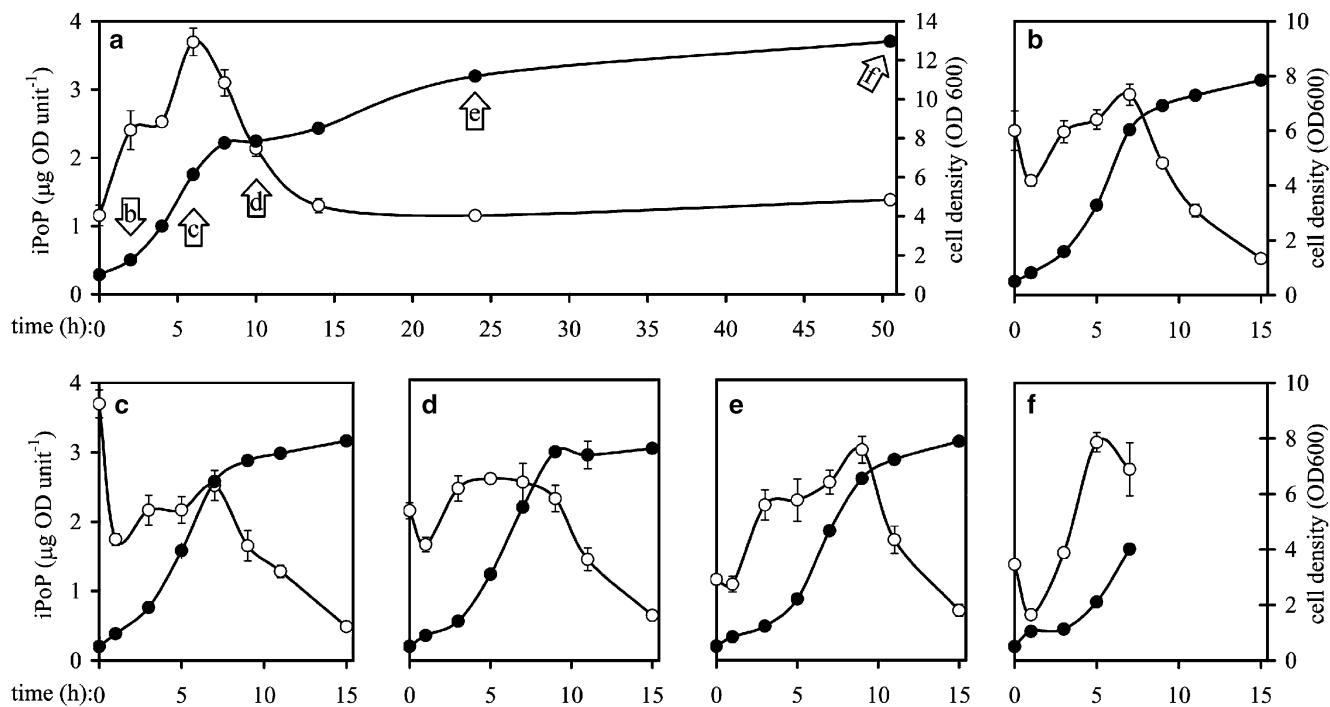 a
b
iPoP (µg OD unit-1)
4
3
2
1
0
b
c
d
e
f
14
12
10
8
6
4
2
0
cell density (OD 600)
time (h):0 5 10 15 20 25 30 35 40 45 50
10
8
6
4
2
0
cell density (OD600)
0 5 10 15
c
d
e
f
iPoP (µg OD unit-1)
4
3
2
1
0
10
8
6
4
2
0
cell density (OD600)
time (h):0 5 10 15 0 5 10 15 0 5 10 15 0 5 10 15